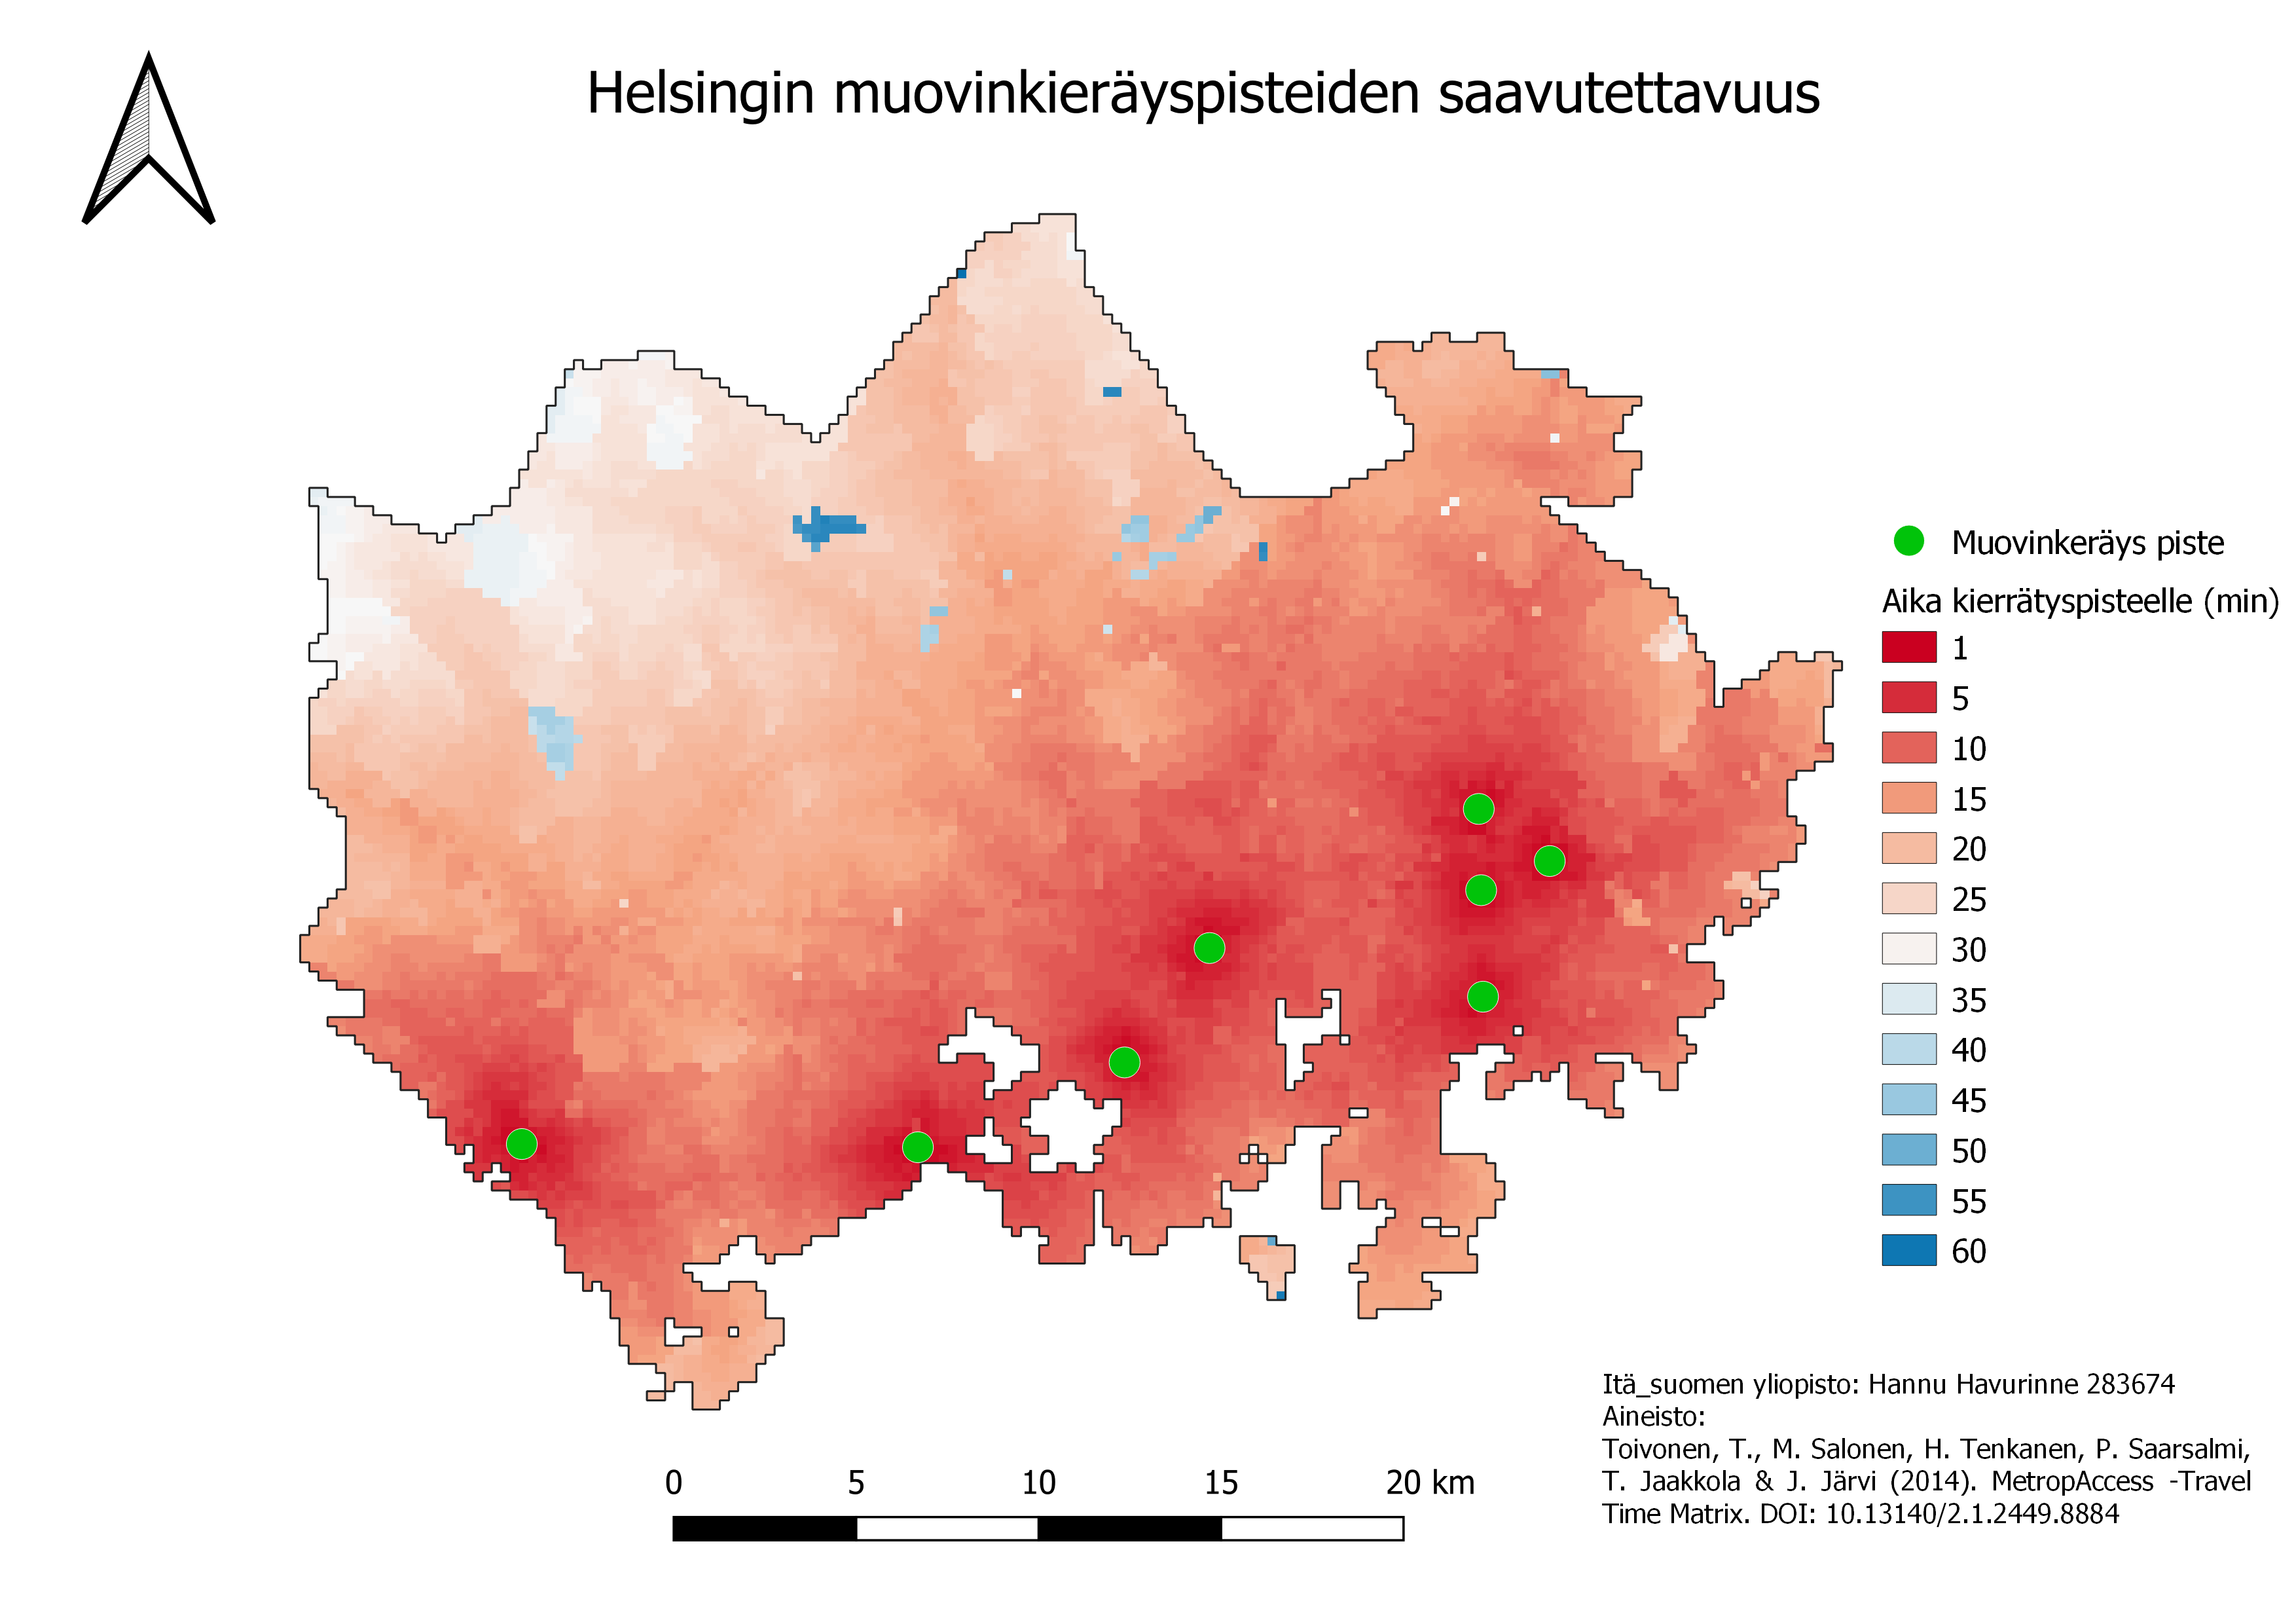 Helsingin muovinkieräyspisteiden saavutettavuus
Muovinkeräys piste
Aika kierrätyspisteelle (min)
1
5
10
15
20
25
30
35
40
45
50
55
60
Itä_suomen yliopisto: Hannu Havurinne 283674
Aineisto:
Toivonen, T., M. Salonen, H. Tenkanen, P. Saarsalmi,
T. Jaakkola & J. Järvi (2014). MetropAccess -Travel
Time Matrix. DOI: 10.13140/2.1.2449.8884
0 5 10 15 20 km